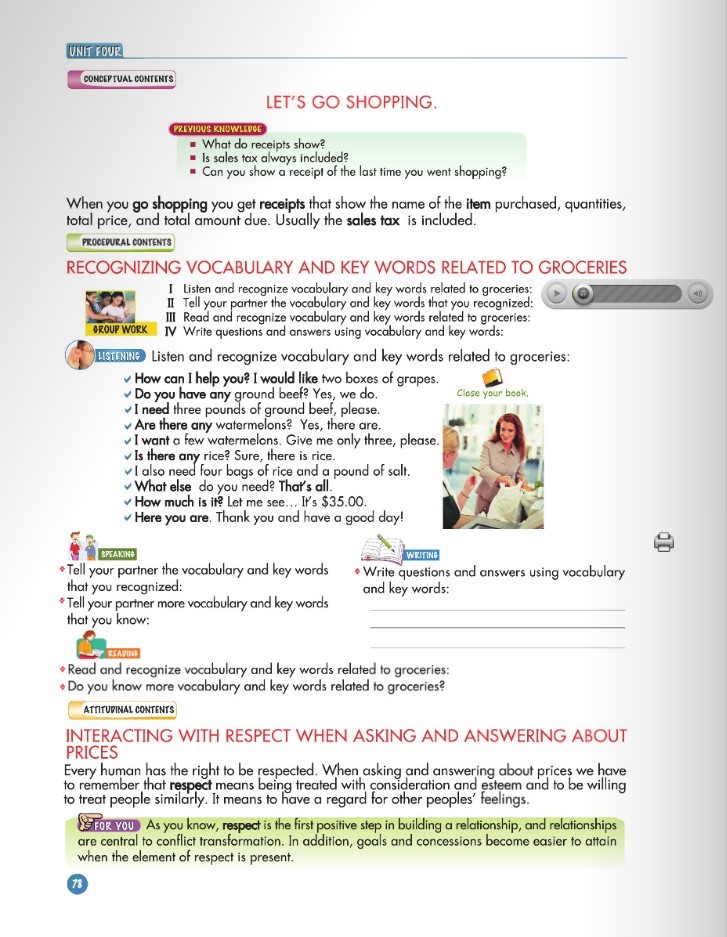 UNIT FOUR
CONCEPTUAL CONTENTS
LET'S GO SHOPPING.
PREVIOUS KNOWLEDGE
What do receipts show?
Is sales tax always included?
Can you show a receipt of the last time you went shopping?
When you go shopping you get receipts that show the name of the item purchased, quantities,
total price, and total amount due. Usually the sales tax is included.
PROCEDURAL CONTENTS
RECOGNIZING VOCABULARY AND KEY WORDS RELATED TO GROCERIES
GROUP WORK
I Listen and recognize vocabulary and key words related to groceries:
II Tell your partner the vocabulary and key words that you recognized:
III Read and recognize vocabulary and key words related to groceries:
IV Write questions and answers using vocabulary and key words:
LISTENING Listen and recognize vocabulary and key words related to groceries:
How can I help you? I would like two boxes of grapes.
Do you have any ground beef? Yes, we do.
I need three pounds of ground beef, please.
Are there any watermelons? Yes, there are.
I want a few watermelons. Give me only three, please.
Is there any rice? Sure, there is rice.
I also need four bags of rice and a pound of salt.
What else do you need? That's all.
How much is it? Let me see... It's $35.00.
Here you are. Thank you and have a good day!
Close your book.
SPEAKING
Tell your partner the vocabulary and key words
that you recognized:
Tell your partner more vocabulary and key words
that you know:
WRITING
Write questions and answers using vocabulary
and key words:
READING
Read and recognize vocabulary and key words related to groceries:
Do you know more vocabulary and key words related to groceries?
ATTITUDINAL CONTENTS
INTERACTING WITH RESPECT WHEN ASKING AND ANSWERING ABOUT
PRICES
Every human has the right to be respected. When asking and answering about prices we have
to remember that respect means being treated with consideration and esteem and to be willing
to treat people similarly. It means to have a regard for other peoples' feelings.
FOR YOU As you know, respect is the first positive step in building a relationship, and relationships
are central to conflict transformation. In addition, goals and concessions become easier to attain
when the element of respect is present.
78